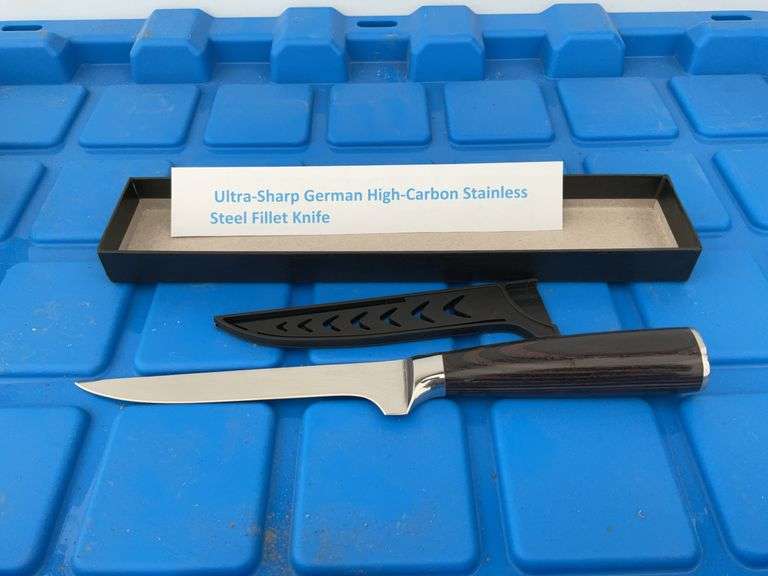 Ultra-Sharp German High-Carbon Stainless
Steel Fillet Knife